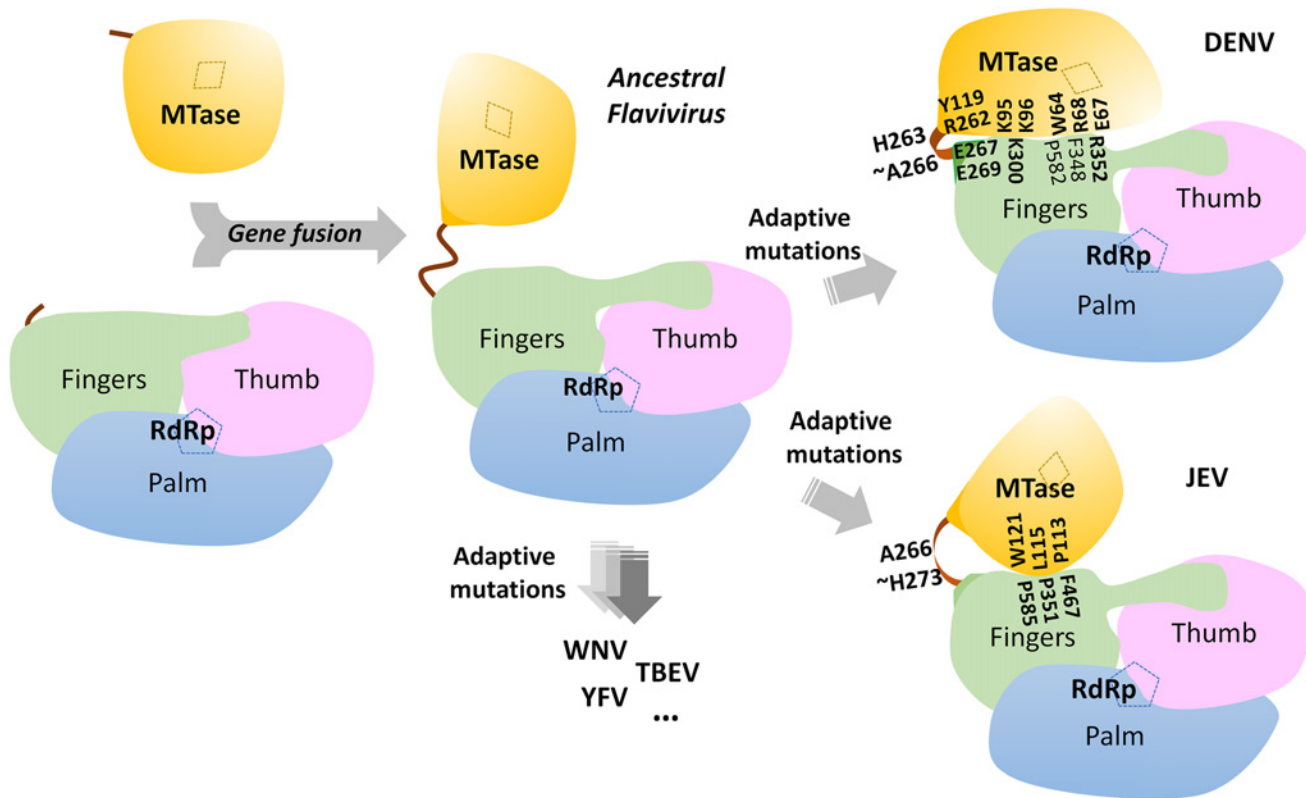 MTase
Fingers
Thumb
RdRp
Palm
Gene fusion
Ancestral
Flavivirus
MTase
Fingers
Thumb
RdRp
Palm
Adaptive
mutations
WNV
TBEV
YFV
...
Adaptive
mutations
DENV
MTase
Y119
R262
K95
K96
W64
R68
E67
H263
~A266
E267
E269
K300
P582
F348
R352
Fingers
Thumb
RdRp
Palm
Adaptive
mutations
JEV
MTase
W121
L115
P113
A266
~H273
P585
P351
F467
Fingers
Thumb
RdRp
Palm